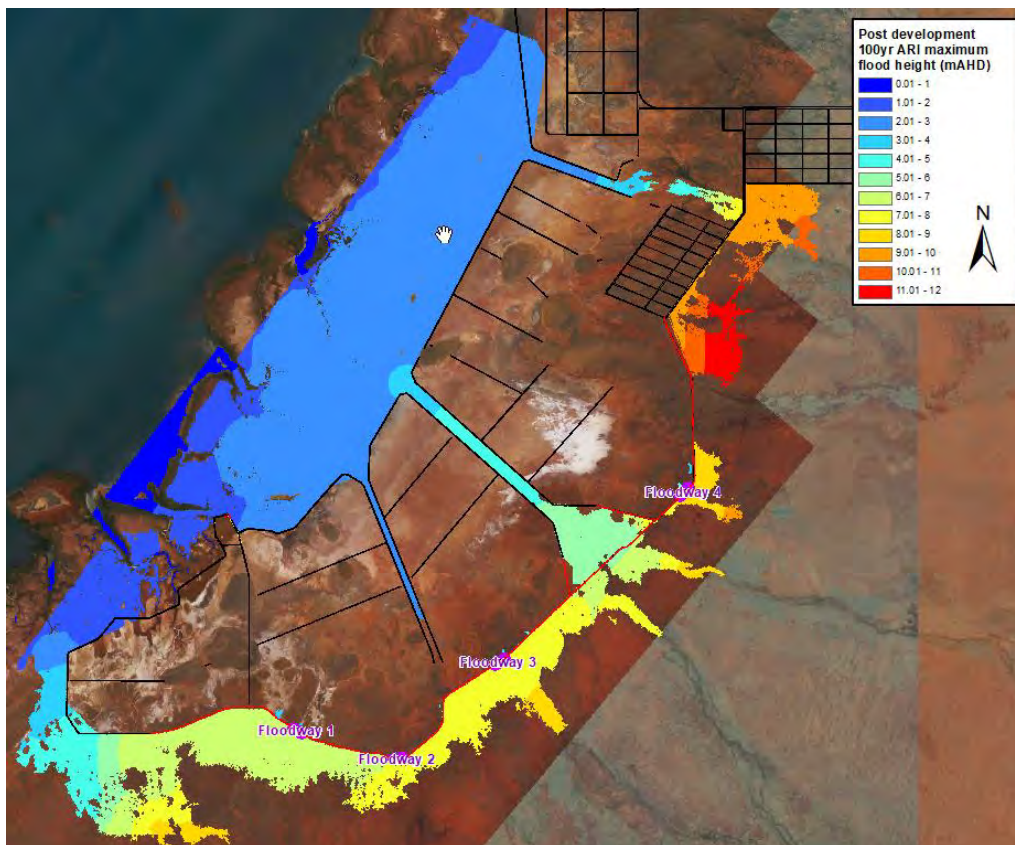 Post development
100yr ARI maximum
flood height (mAHD)
0.01 - 1
1.01 - 2
2.01 - 3
3.01 - 4
4.01 - 5
5.01 - 6
6.01 - 7
7.01 - 8
8.01 - 9
9.01 - 10
10.01 - 11
11.01 - 12
N
Floodway 4
Floodway 3
Floodway 1
Floodway 2